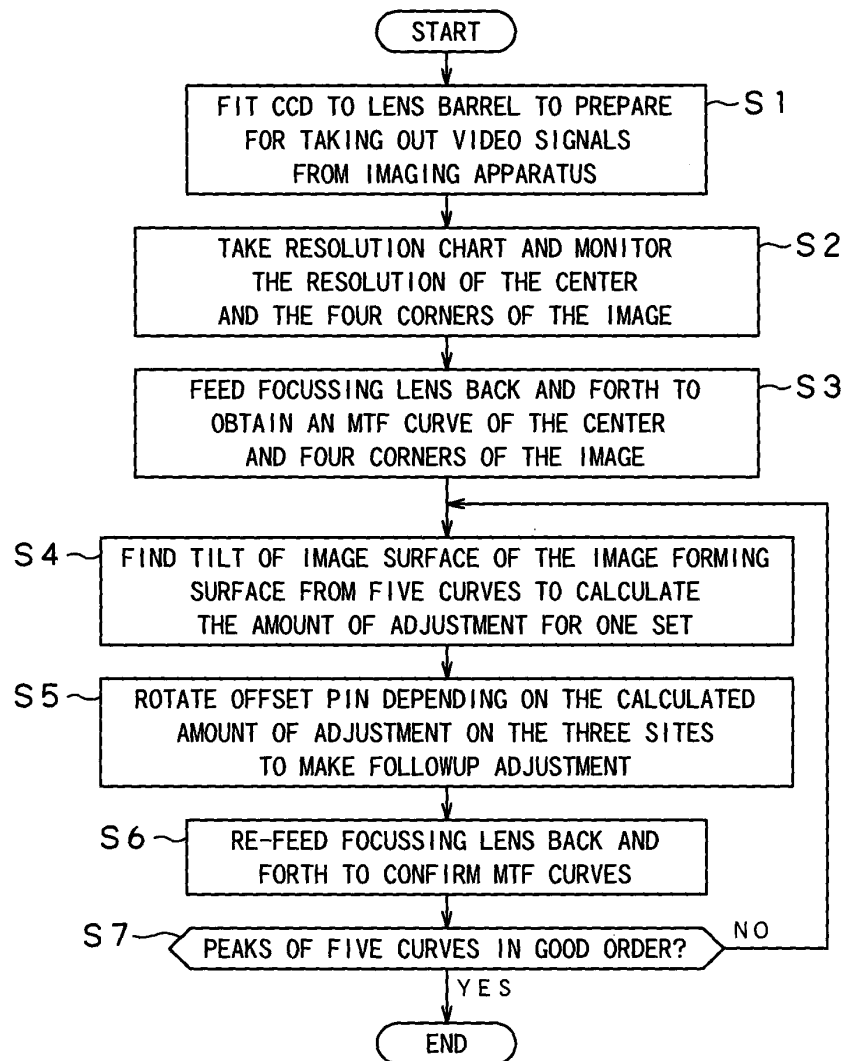 START
FIT CCD TO LENS BARREL TO PREPARE
FOR TAKING OUT VIDEO SIGNALS
FROM IMAGING APPARATUS
S1
TAKE RESOLUTION CHART AND MONITOR
THE RESOLUTION OF THE CENTER
AND THE FOUR CORNERS OF THE IMAGE
S2
FEED FOCUSSING LENS BACK AND FORTH TO
OBTAIN AN MTF CURVE OF THE CENTER
AND FOUR CORNERS OF THE IMAGE
S3
S4
FIND TILT OF IMAGE SURFACE OF THE IMAGE FORMING
SURFACE FROM FIVE CURVES TO CALCULATE
THE AMOUNT OF ADJUSTMENT FOR ONE SET
S5
ROTATE OFFSET PIN DEPENDING ON THE CALCULATED
AMOUNT OF ADJUSTMENT ON THE THREE SITES
TO MAKE FOLLOWUP ADJUSTMENT
S6
RE-FEED FOCUSSING LENS BACK AND
FORTH TO CONFIRM MTF CURVES
S7
PEAKS OF FIVE CURVES IN GOOD ORDER?
NO
YES
END